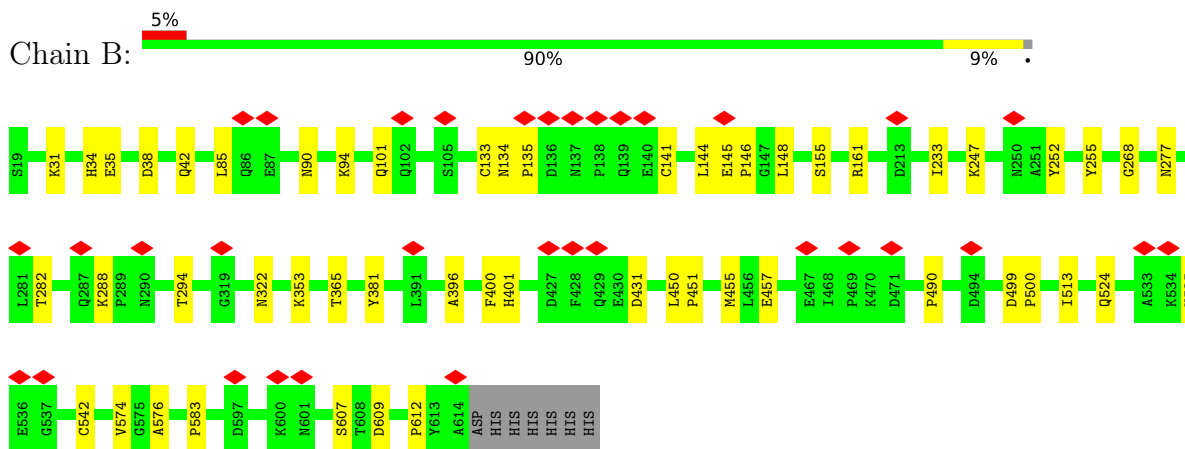 5%
Chain B:
90% 9% •
S19 K31 H34 E35 D38 Q42 L85 Q86 E87 N90 K94 Q101 Q102 S105 C133 N134 P135 D136 N137 P138 Q139 E140 C141 L144 E145 P146 G147 L148 S155 R161 D213 I233 K247 N250 A251 Y252 Y255 G268 N277
L281 T282 Q287 K288 P289 N290 T294 G319 N322 K353 T365 Y381 L391 A396 F400 H401 D427 F428 Q429 E430 D431 L450 P451 M455 L456 E457 E467 I468 P469 K470 D471 P490 D494 D499 P500 I513 Q524 A533 K534
E536 G537 C542 V574 G575 A576 P583 D597 K600 N601 S607 T608 D609 P612 Y613 A614 ASP HIS HIS HIS HIS HIS HIS